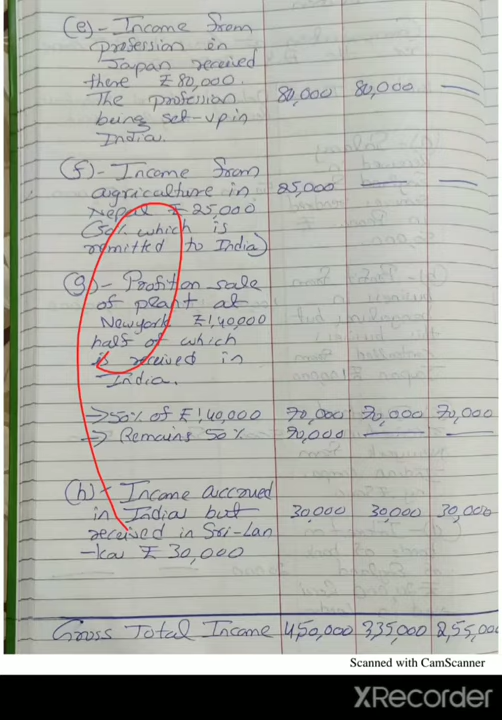 (e)- Income from
profession in
Japan received
there ₹80,000.
The profession 80,000 80,000 —
being set-up in
India.
(f)- Income from
agriculture in 25,000 — —
Nepal ₹25,000
(50% which is
remitted to India)
(g)- Profit on sale
of plant at
Newyork ₹1,40,000
half of which
is received in
India.
→ 50% of ₹1,40,000 70,000 70,000 70,000
→ Remains 50% 70,000 — —
(h)- Income accrued
in India but 30,000 30,000 30,000
received in Sri-Lan
-ka ₹30,000
Gross Total Income 4,50,000 3,35,000 2,55,000
Scanned with CamScanner
XRecorder